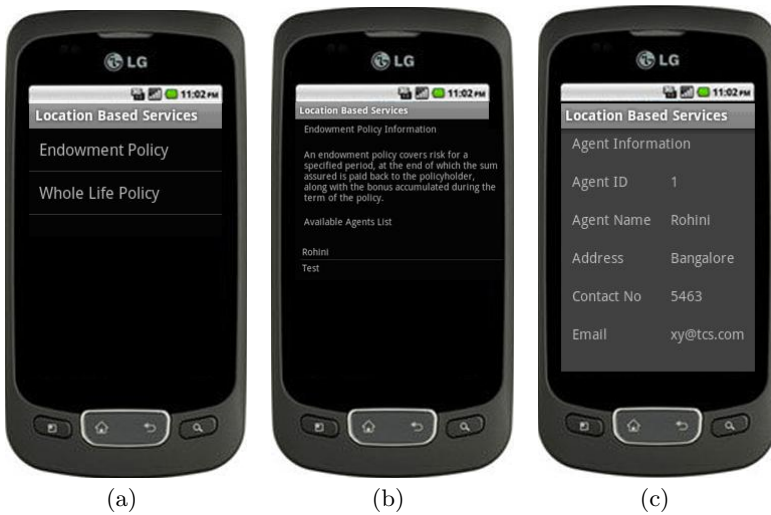 LG
11:02 PM
Location Based Services
Endowment Policy
Whole Life Policy
(a)
LG
11:02 PM
Location Based Services
Endowment Policy Information
An endowment policy covers risk for a
specified period, at the end of which the sum
assured is paid back to the policyholder,
along with the bonus accumulated during the
term of the policy.
Available Agents List
Rohini
Test
(b)
LG
11:02 PM
Location Based Services
Agent Information
Agent ID 1
Agent Name Rohini
Address Bangalore
Contact No 5463
Email xy@tcs.com
(c)